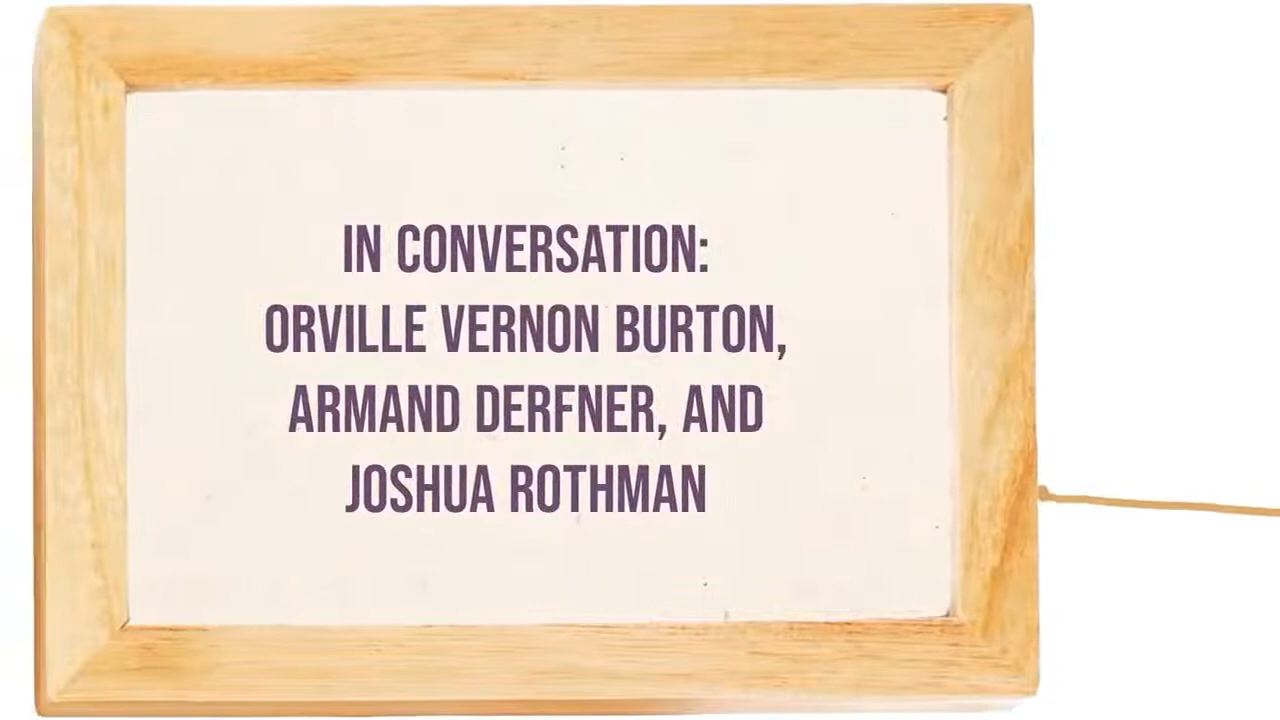 IN CONVERSATION:
ORVILLE VERNON BURTON,
ARMAND DERFNER, AND
JOSHUA ROTHMAN